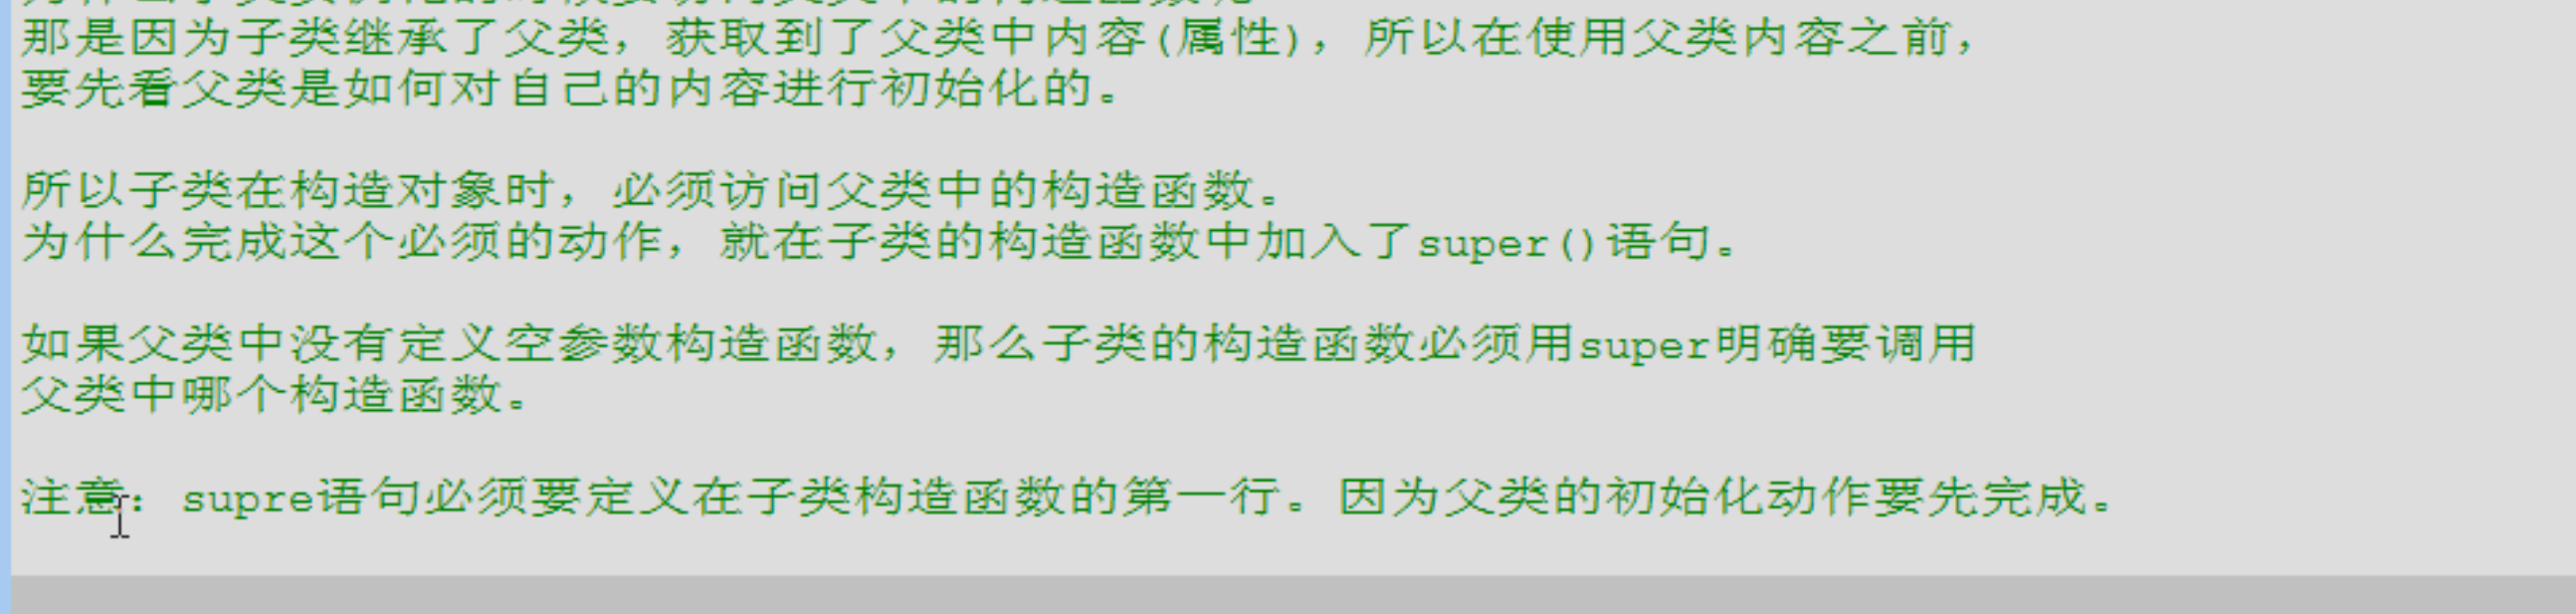 那是因为子类继承了父类，获取到了父类中内容(属性)，所以在使用父类内容之前，
要先看父类是如何对自己的内容进行初始化的。
所以子类在构造对象时，必须访问父类中的构造函数。
为什么完成这个必须的动作，就在子类的构造函数中加入了super()语句。
如果父类中没有定义空参数构造函数，那么子类的构造函数必须用super明确要调用
父类中哪个构造函数。
注意：supre语句必须要定义在子类构造函数的第一行。因为父类的初始化动作要先完成。